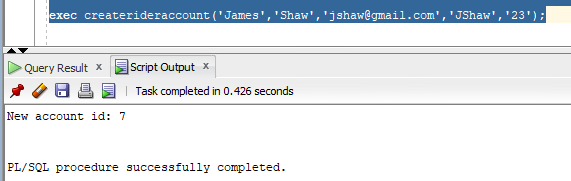 exec createrideraccount('James','Shaw','jshaw@gmail.com','JShaw','23');
Query Result x Script Output x
Task completed in 0.426 seconds
New account id: 7
PL/SQL procedure successfully completed.